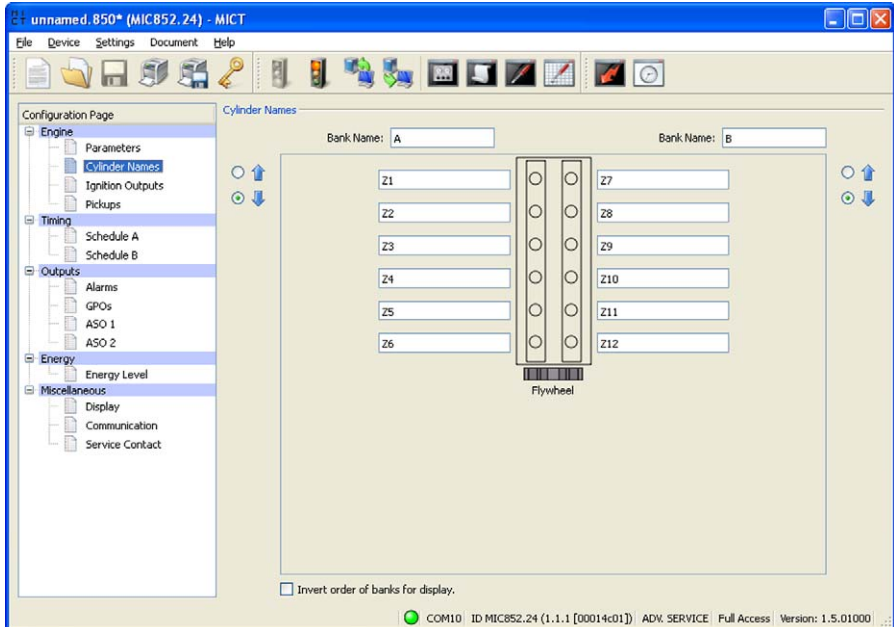 unnamed.850* (MIC852.24) - MICT
File Device Settings Document Help
Configuration Page
Engine
Parameters
Cylinder Names
Ignition Outputs
Pickups
Timing
Schedule A
Schedule B
Outputs
Alarms
GPOs
ASO 1
ASO 2
Energy
Energy Level
Miscellaneous
Display
Communication
Service Contact
Cylinder Names
Bank Name: A Bank Name: B
Z1 Z7
Z2 Z8
Z3 Z9
Z4 Z10
Z5 Z11
Z6 Z12
Flywheel
Invert order of banks for display.
COM10 ID MIC852.24 (1.1.1 [00014c01]) ADV. SERVICE Full Access Version: 1.5.01000